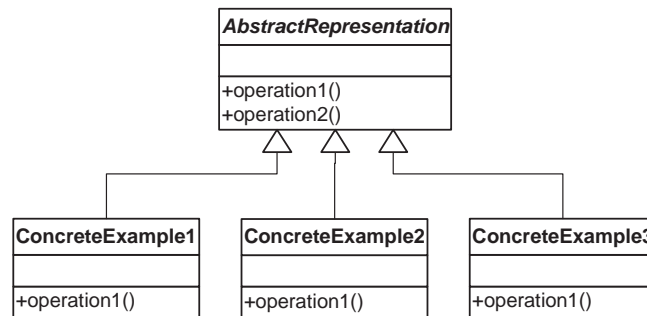 AbstractRepresentation
+operation1()
+operation2()
ConcreteExample1
+operation1()
ConcreteExample2
+operation1()
ConcreteExample3
+operation1()